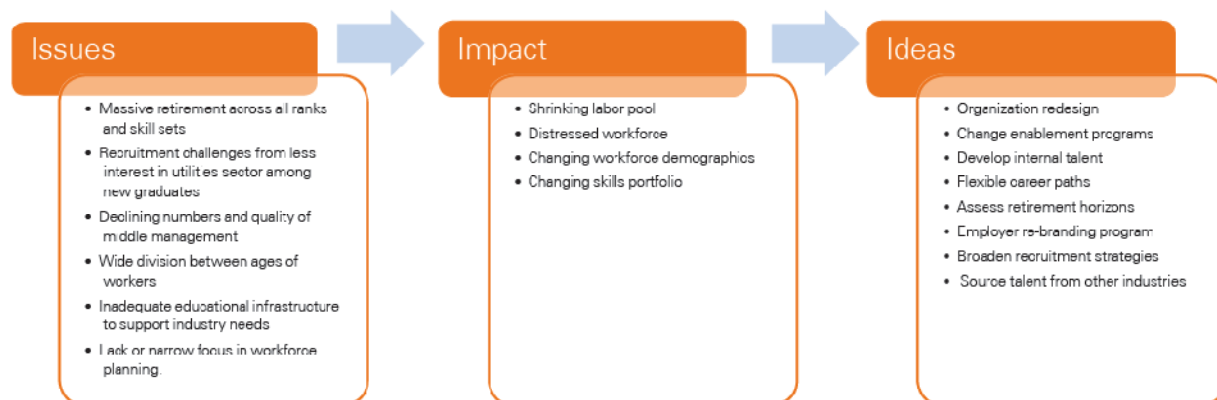 Issues
• Massive retirement across all ranks
and skill sets
• Recruitment challenges from less
interest in utilities sector among
new graduates
• Declining numbers and quality of
middle management
• Wide division between ages of
workers
• Inadequate educational infrastructure
to support industry needs
• Lack or narrow focus in workforce
planning.
Impact
• Shrinking labor pool
• Distressed workforce
• Changing workforce demographics
• Changing skills portfolio
Ideas
• Organization redesign
• Change enablement programs
• Develop internal talent
• Flexible career paths
• Assess retirement horizons
• Employer re-branding program
• Broaden recruitment strategies
• Source talent from other industries